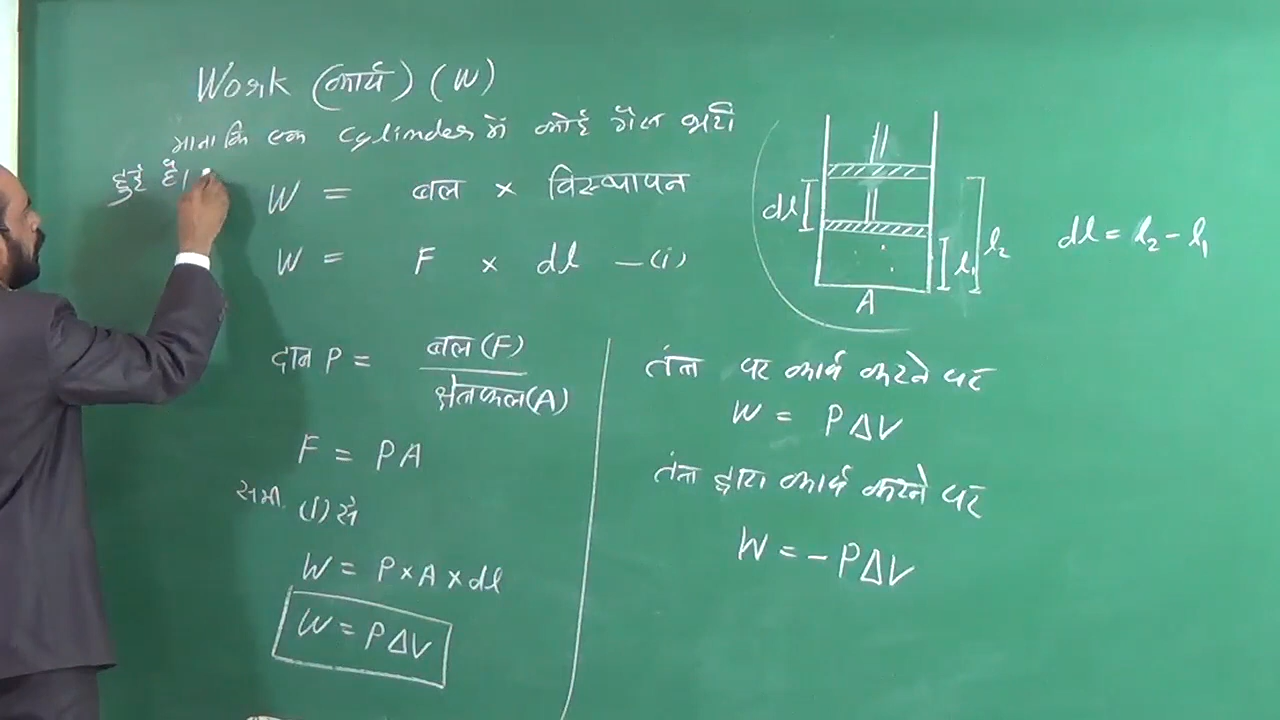 Work (कार्य) (W)
माना कि एक Cylinder में कोई गैस भरी
हुई है।
W = बल × विस्थापन
W = F × dl –(i)
दाब P = बल(F)
क्षेत्रफल(A)
F = PA
समी. (i) से
W = P×A×dl
W = PΔV
dl
l₁
l₂
A
dl = l₂ – l₁
तंत्र पर कार्य करने पर
W = PΔV
तंत्र द्वारा कार्य करने पर
W = –PΔV